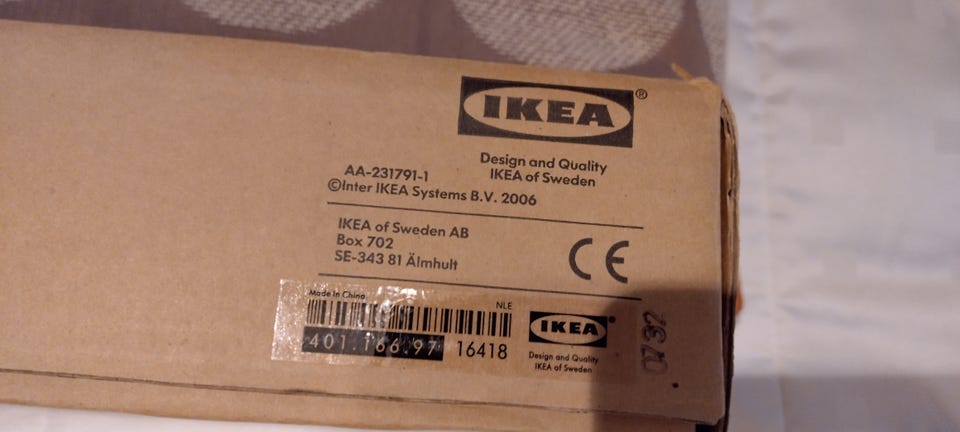 IKEA®
Design and Quality
IKEA of Sweden
AA-231791-1
©Inter IKEA Systems B.V. 2006
IKEA of Sweden AB
Box 702
SE-343 81 Älmhult
CE
Made in China
NLE
401.166.97 16418
IKEA®
Design and Quality
IKEA of Sweden
0732